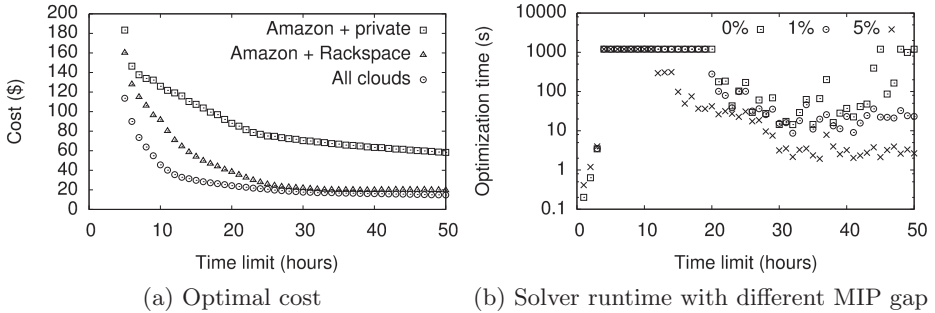 200
180
160
140
120
100
80
60
40
20
0
Cost ($)
Amazon + private
Amazon + Rackspace
All clouds
0 10 20 30 40 50
Time limit (hours)
(a) Optimal cost
10000
1000
100
10
1
0.1
Optimization time (s)
0% 1% 5%
0 10 20 30 40 50
Time limit (hours)
(b) Solver runtime with different MIP gap